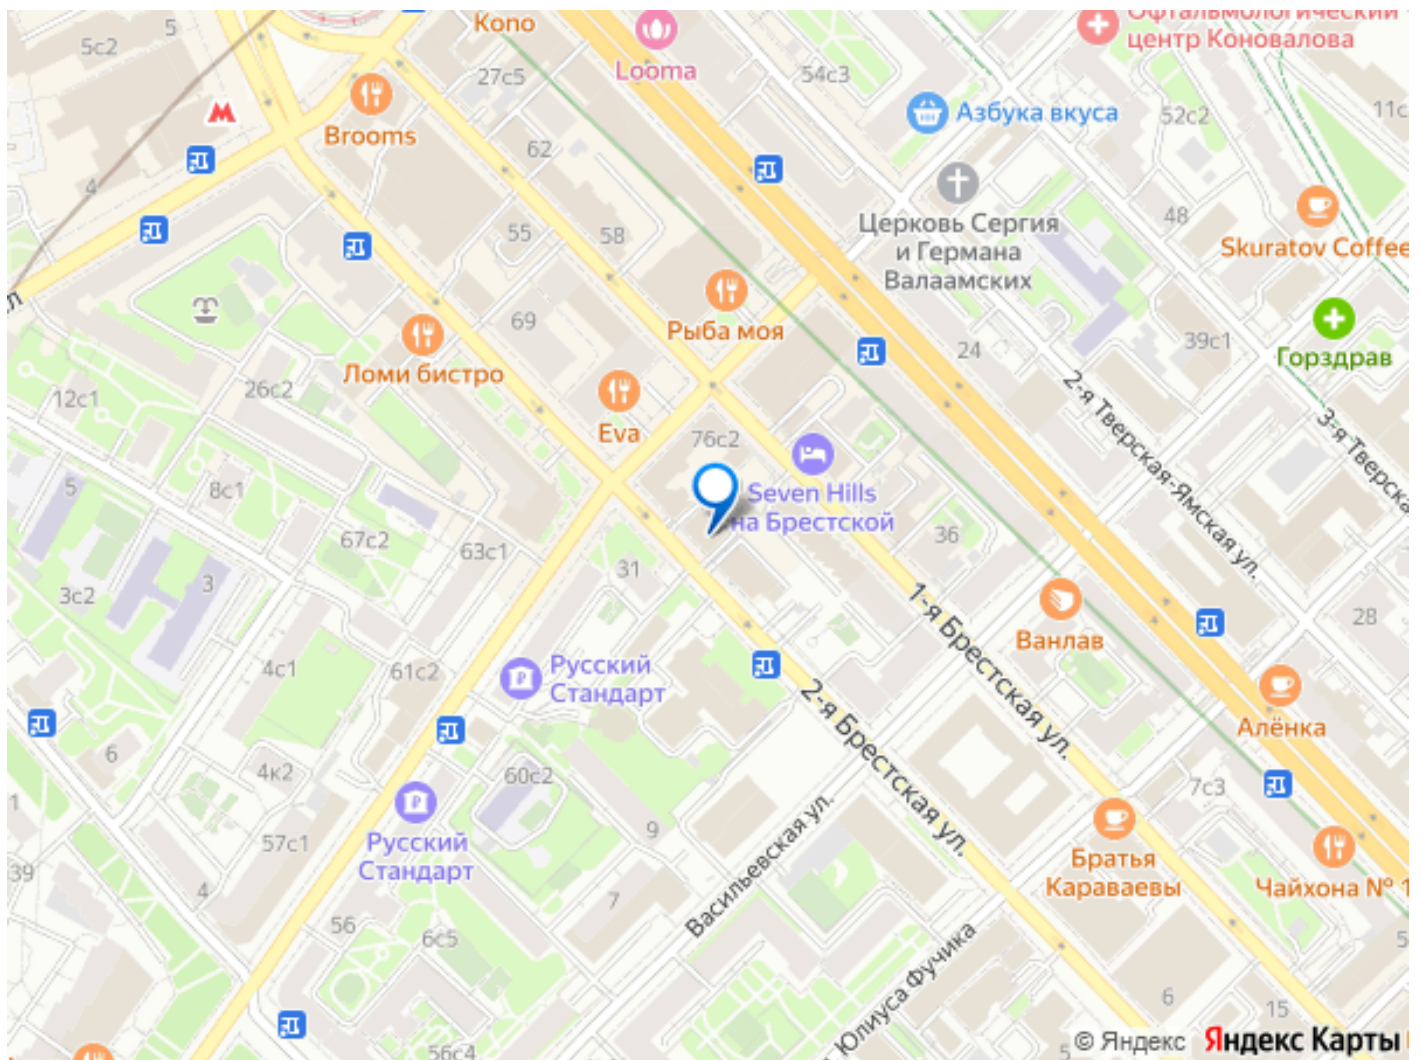 5с2
5
Kono
Looma
Офтальмологический
центр Коновалова
27с5
54с3
Азбука вкуса
52с2
11с
Brooms
62
4
55
58
Церковь Сергия
и Германа
Валаамских
48
Skuratov Coffee
69
Рыба моя
24
39с1
Горздрав
Ломи бистро
26с2
12с1
Eva
76с2
2-я Тверская-Ямская ул.
3-я Тверска
5
8с1
Seven Hills
на Брестской
67с2
63с1
36
31
3
3с2
1-я Брестская ул.
28
Ванлав
4с1
61с2
Русский
Стандарт
2-я Брестская ул.
Алёнка
6
4к2
60с2
7с3
1
57с1
Русский
Стандарт
9
Васильевская ул.
Братья
Караваевы
Чайхона № 1
39
4
7
56
6с5
Юлиуса Фучика
6
15
5
56с4
5
© Яндекс Яндекс Карты